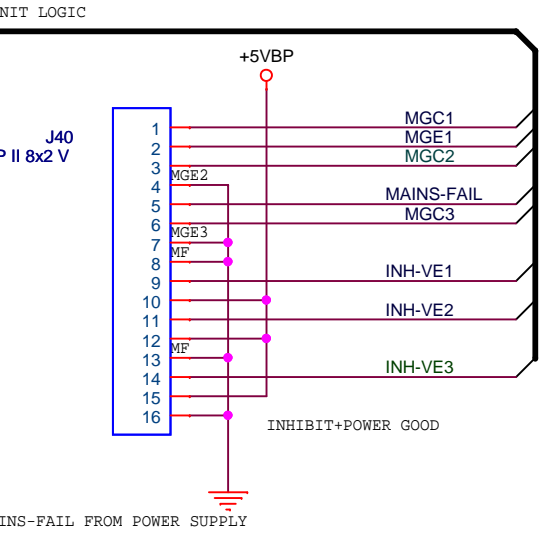 NIT LOGIC
+5VBP
J40
P II 8x2 V
1 MGC1
2 MGE1
3 MGC2
MGE2
4
5 MAINS-FAIL
6 MGC3
MGE3
7
MF
8
9 INH-VE1
10
11 INH-VE2
12
MF
13
14 INH-VE3
15
16
INHIBIT+POWER GOOD
INS-FAIL FROM POWER SUPPLY